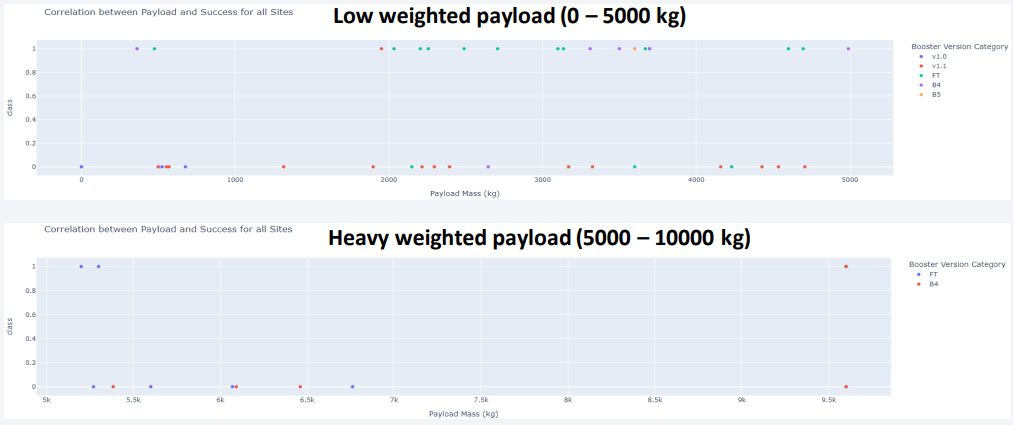 Correlation between Payload and Success for all Sites
Low weighted payload (0 – 5000 kg)
1
0.8
0.6
0.4
0.2
0
class
0 1000 2000 3000 4000 5000
Payload Mass (kg)
Booster Version Category
v1.0
v1.1
FT
B4
B5
Correlation between Payload and Success for all Sites
Heavy weighted payload (5000 – 10000 kg)
1
0.8
0.6
0.4
0.2
0
class
5k 5.5k 6k 6.5k 7k 7.5k 8k 8.5k 9k 9.5k
Payload Mass (kg)
Booster Version Category
FT
B4